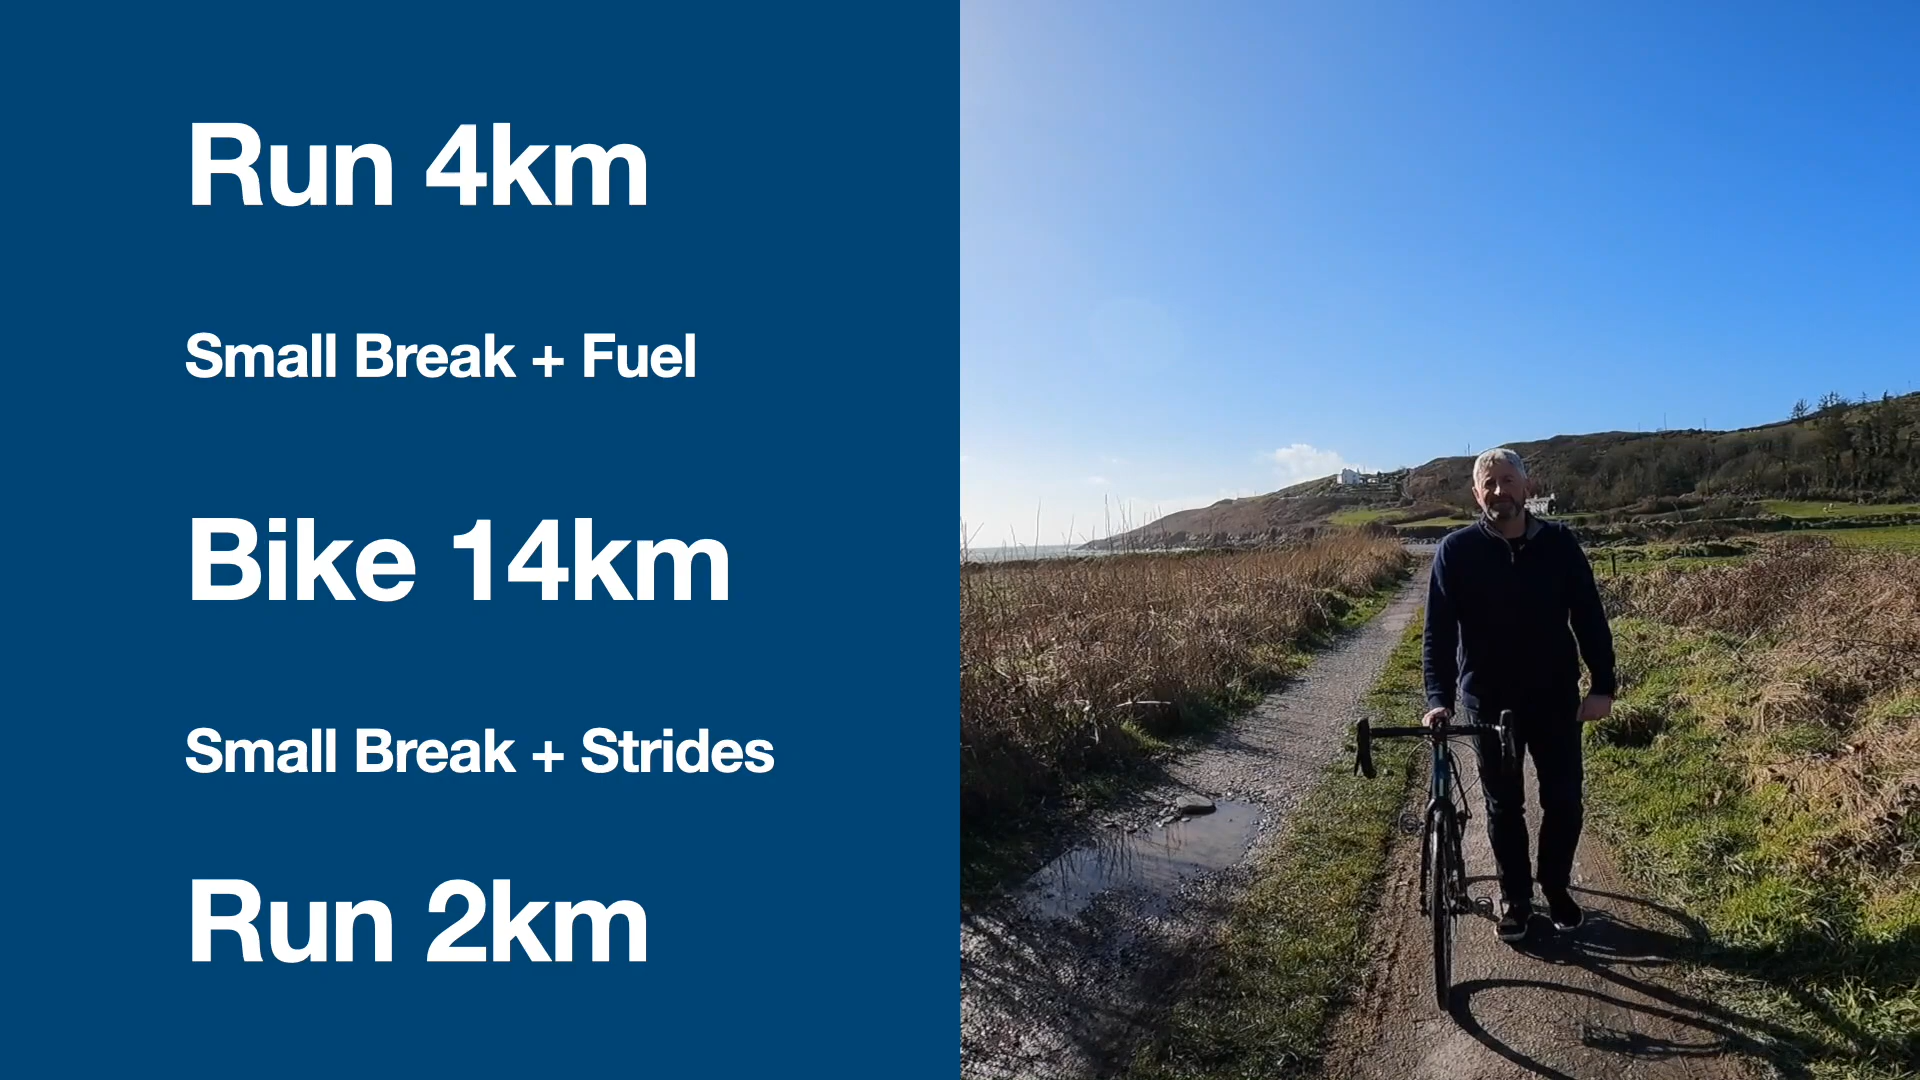 Run 4km
Small Break + Fuel
Bike 14km
Small Break + Strides
Run 2km